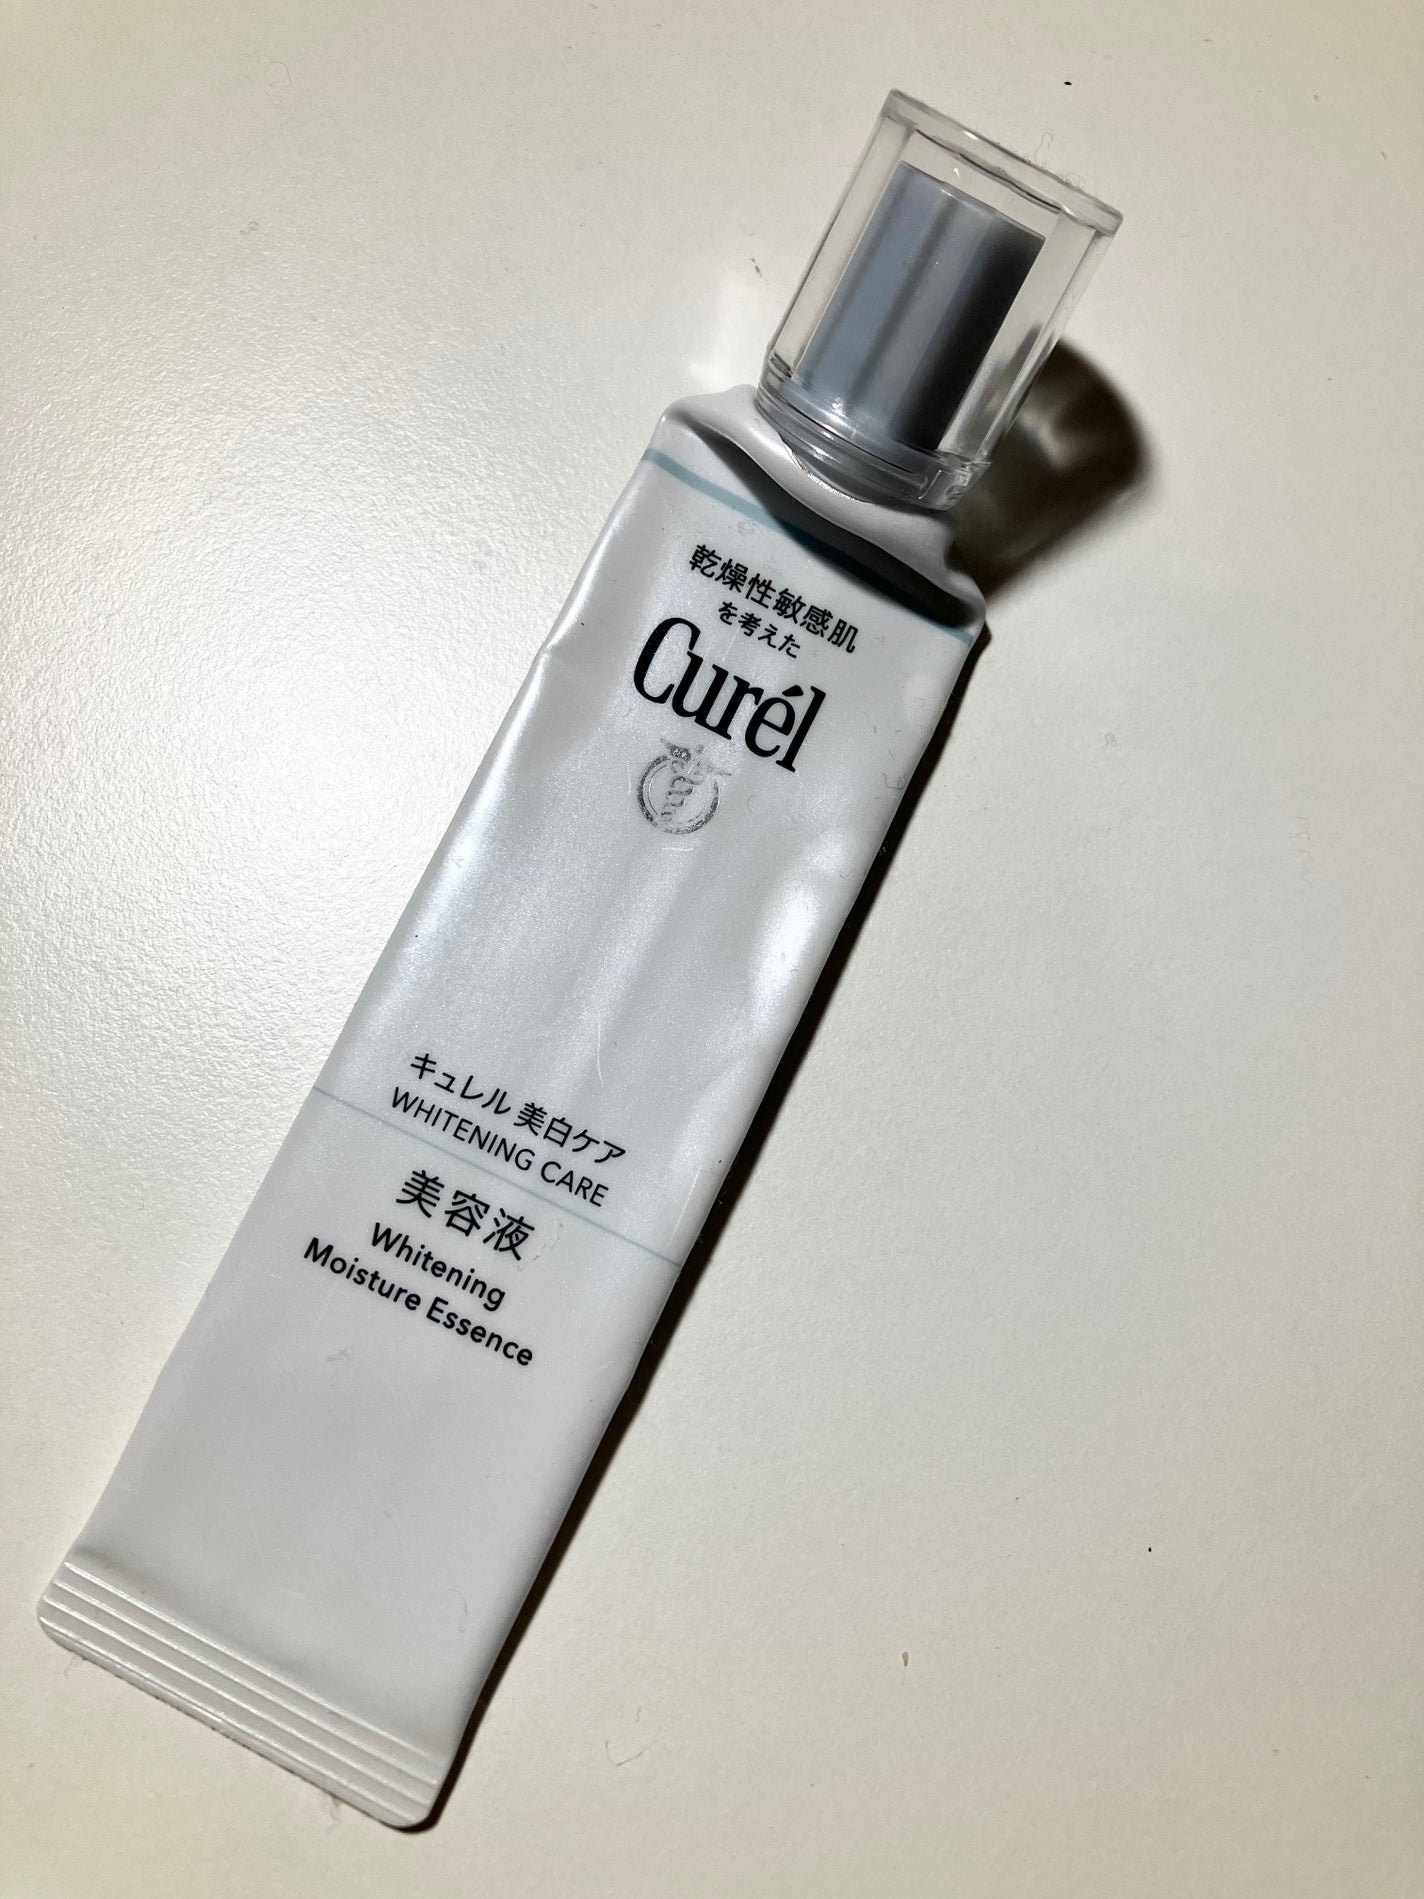 乾燥性敏感肌
を考えた
Curél
キュレル 美白ケア
WHITENING CARE
美容液
Whitening
Moisture Essence